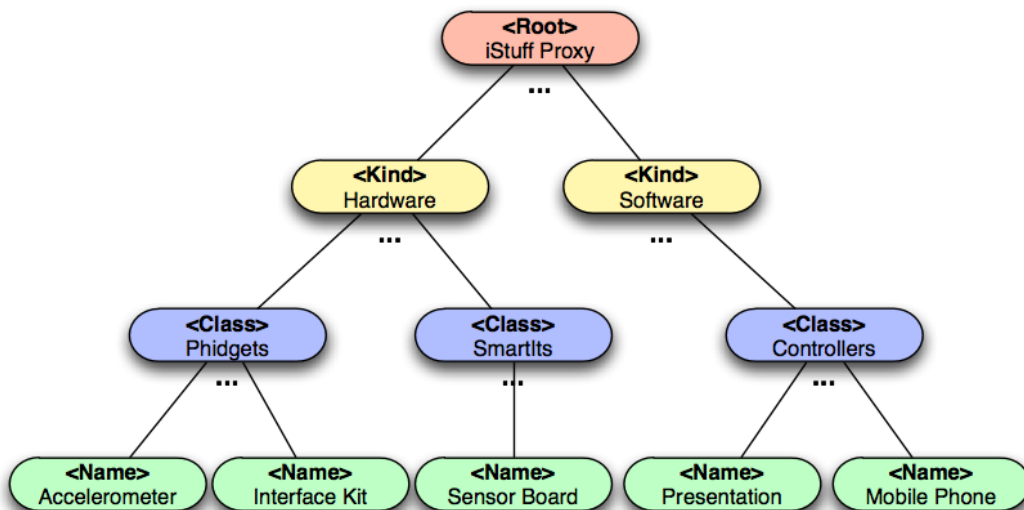 <Root>
iStuff Proxy
...
<Kind>
Hardware
<Kind>
Software
...
...
<Class>
Phidgets
<Class>
SmartIts
<Class>
Controllers
...
...
...
<Name>
Accelerometer
<Name>
Interface Kit
<Name>
Sensor Board
<Name>
Presentation
<Name>
Mobile Phone